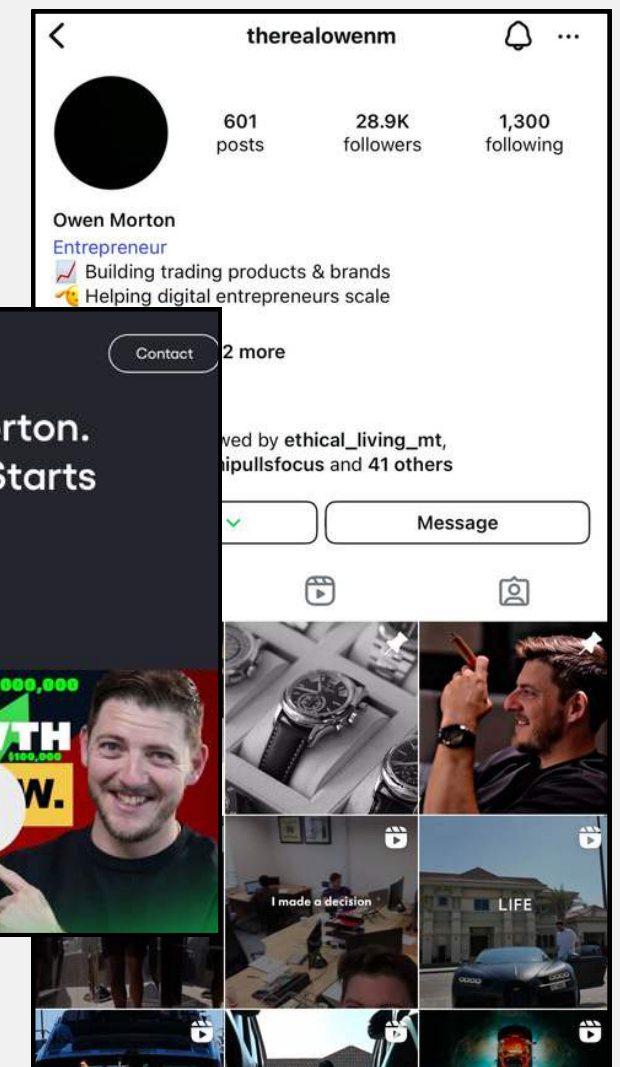 therealowenm
601
posts
28.9K
followers
1,300
following
Owen Morton
Entrepreneur
📈 Building trading products & brands
🫡 Helping digital entrepreneurs scale
2 more
wed by ethical_living_mt,
ipullsfocus and 41 others
Message
I made a decision
LIFE
Contact
rton.
Starts
000,000
TH
$100,000
W.